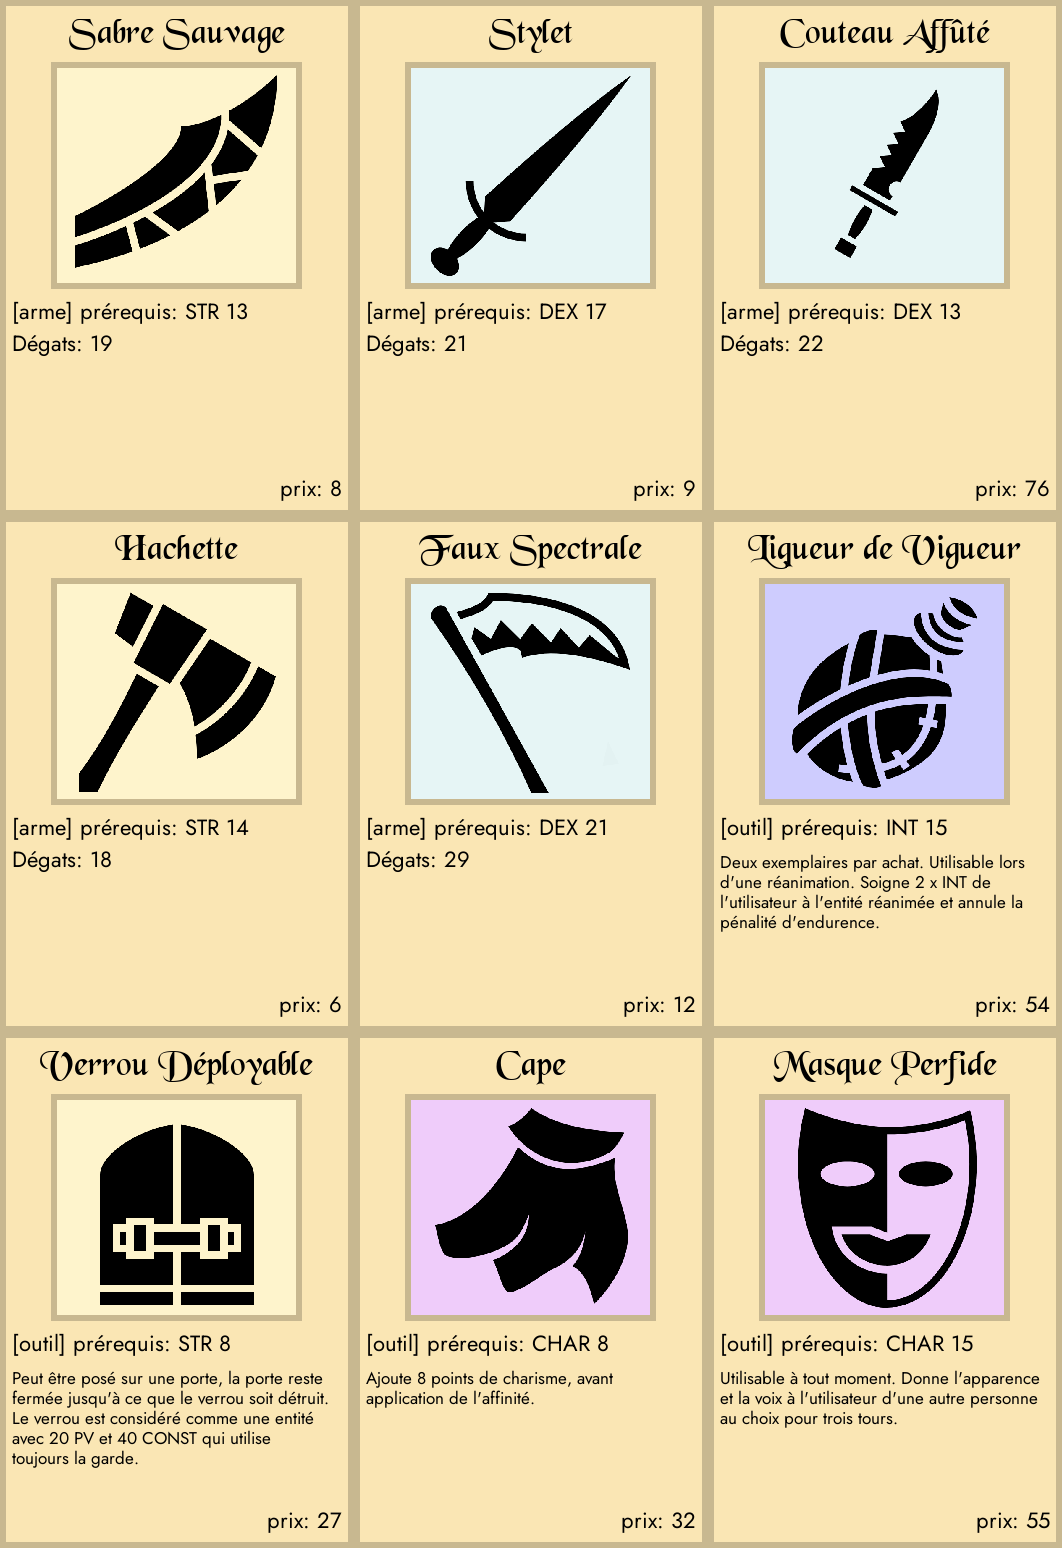 Sabre Sauvage
[arme] prérequis: STR 13
Dégats: 19
prix: 8
Stylet
[arme] prérequis: DEX 17
Dégats: 21
prix: 9
Couteau Affûté
[arme] prérequis: DEX 13
Dégats: 22
prix: 76
Hachette
[arme] prérequis: STR 14
Dégats: 18
prix: 6
Faux Spectrale
[arme] prérequis: DEX 21
Dégats: 29
prix: 12
Liqueur de Vigueur
[outil] prérequis: INT 15
Deux exemplaires par achat. Utilisable lors
d'une réanimation. Soigne 2 x INT de
l'utilisateur à l'entité réanimée et annule la
pénalité d'endurence.
prix: 54
Verrou Déployable
[outil] prérequis: STR 8
Peut être posé sur une porte, la porte reste
fermée jusqu'à ce que le verrou soit détruit.
Le verrou est considéré comme une entité
avec 20 PV et 40 CONST qui utilise
toujours la garde.
prix: 27
Cape
[outil] prérequis: CHAR 8
Ajoute 8 points de charisme, avant
application de l'affinité.
prix: 32
Masque Perfide
[outil] prérequis: CHAR 15
Utilisable à tout moment. Donne l'apparence
et la voix à l'utilisateur d'une autre personne
au choix pour trois tours.
prix: 55